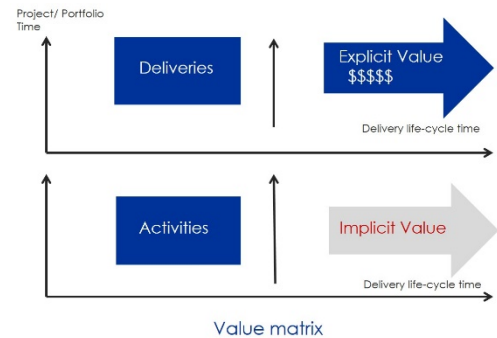 Project/ Portfolio
Time
Deliveries
Explicit Value
$$$$$
Delivery life-cycle time
Activities
Implicit Value
Delivery life-cycle time
Value matrix